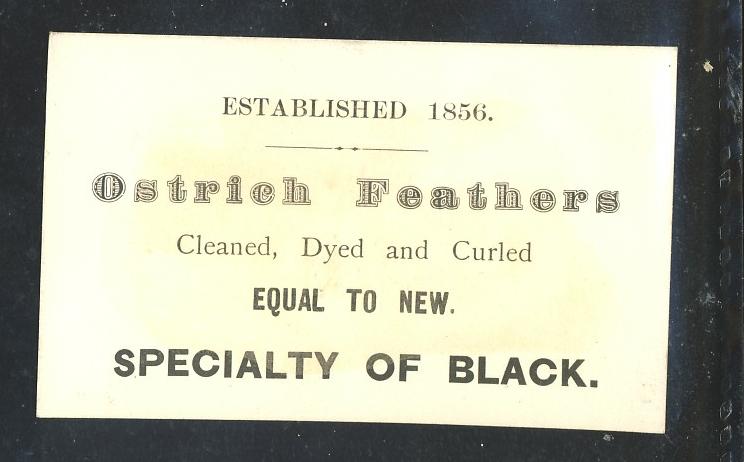 ESTABLISHED 1856.
Ostrich Feathers
Cleaned, Dyed and Curled
EQUAL TO NEW.
SPECIALTY OF BLACK.